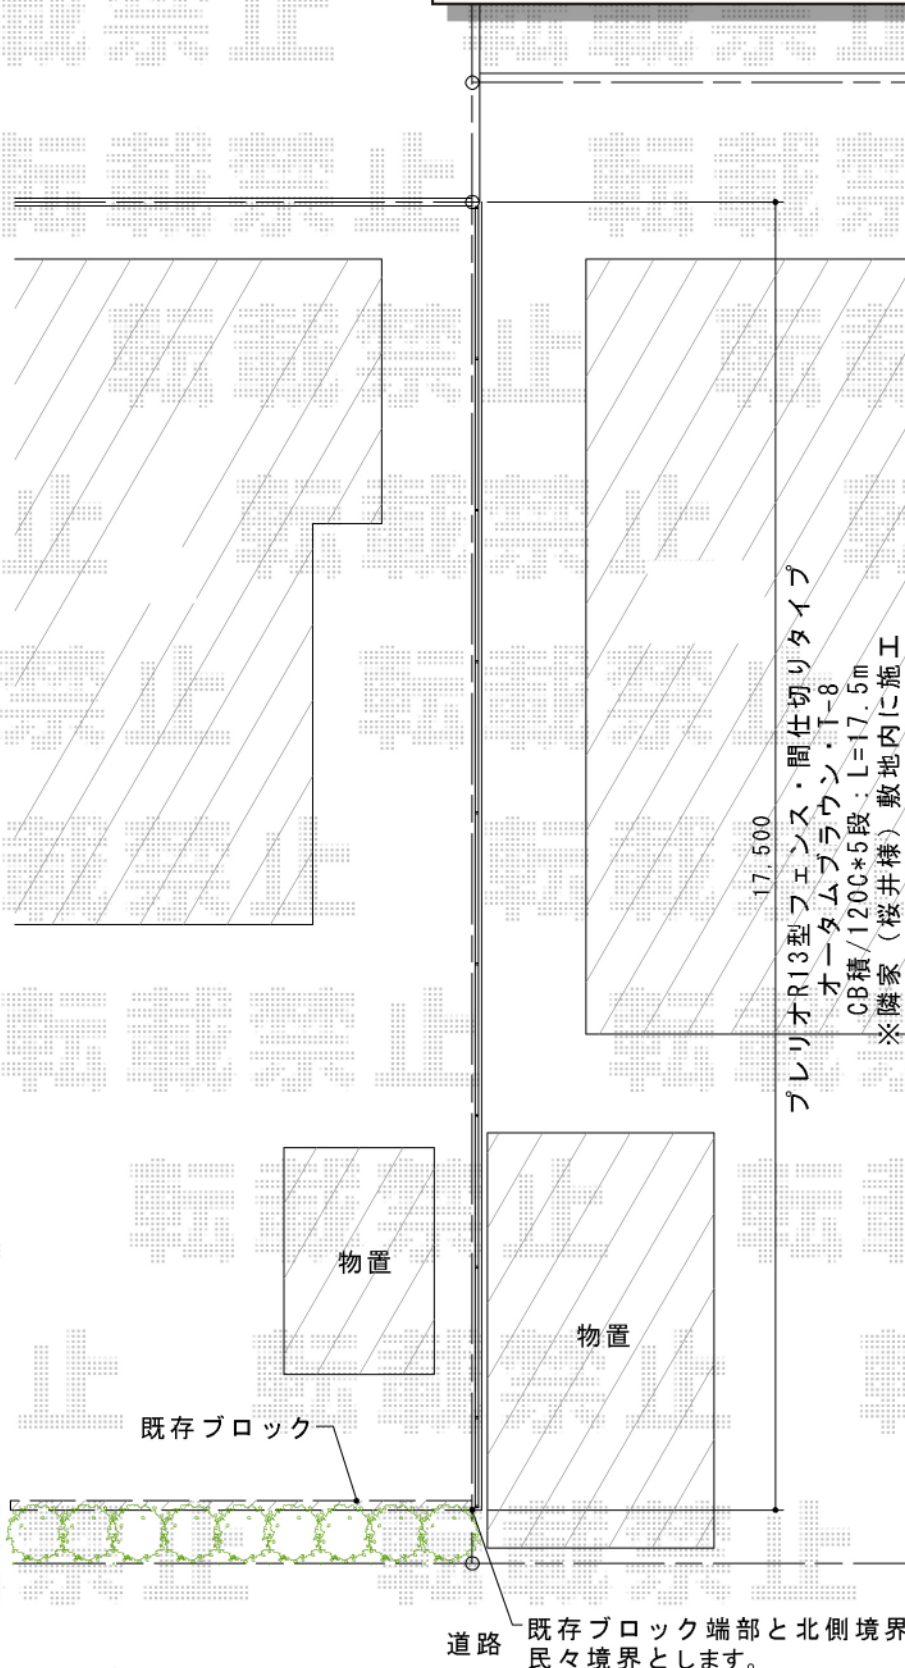 17,500
プレリオR13型フェンス・間仕切りタイプ
オータムブラウン・T-8
CB積/120C*5段：L=17.5m
※隣家（桜井様）敷地内に施工
物置
物置
既存ブロック
道路
既存ブロック端部と北側境界
民々境界とします。
転載禁止